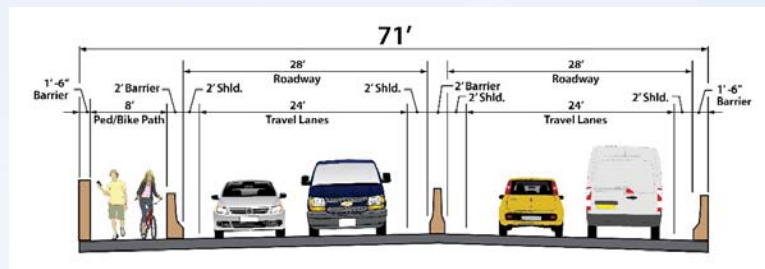 71'
28'
Roadway
28'
Roadway
1'-6"
Barrier
8'
Ped/Bike Path
2' Barrier
2' Shld.
24'
Travel Lanes
2' Shld.
2' Barrier
2' Shld.
24'
Travel Lanes
2' Shld.
1'-6"
Barrier